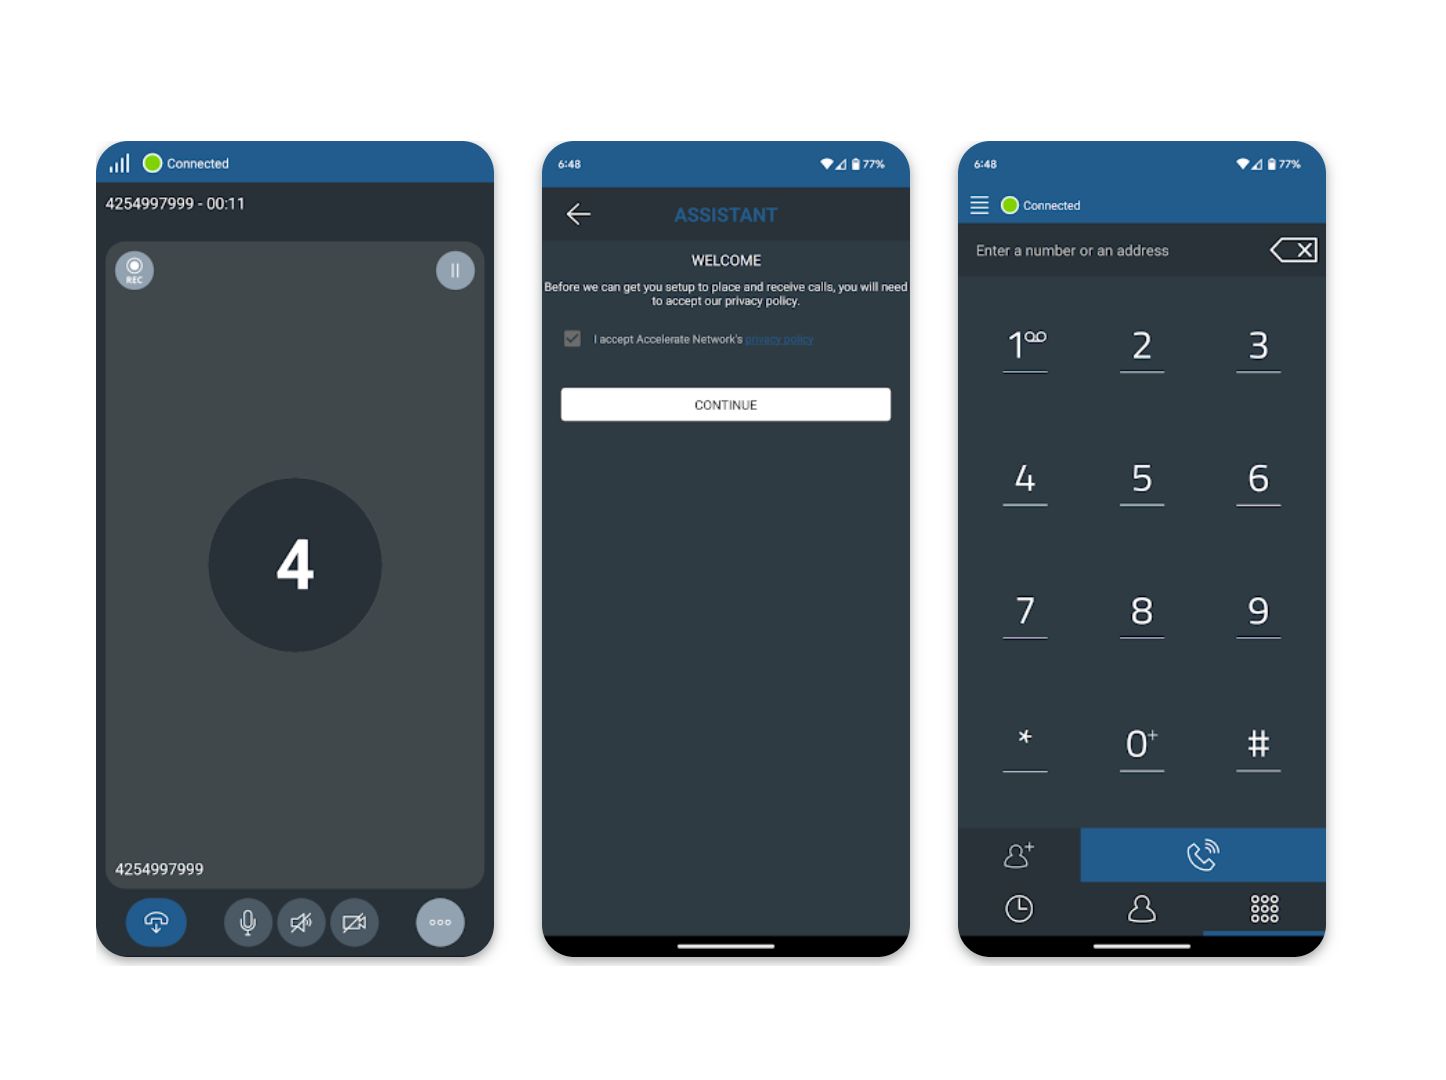 Connected
4254997999 - 00:11
REC
4
4254997999
6:48
77%
ASSISTANT
WELCOME
Before we can get you setup to place and receive calls, you will need
to accept our privacy policy.
I accept Accelerate Network's privacy policy
CONTINUE
6:48
77%
Connected
Enter a number or an address
1 2 3
4 5 6
7 8 9
* 0+ #